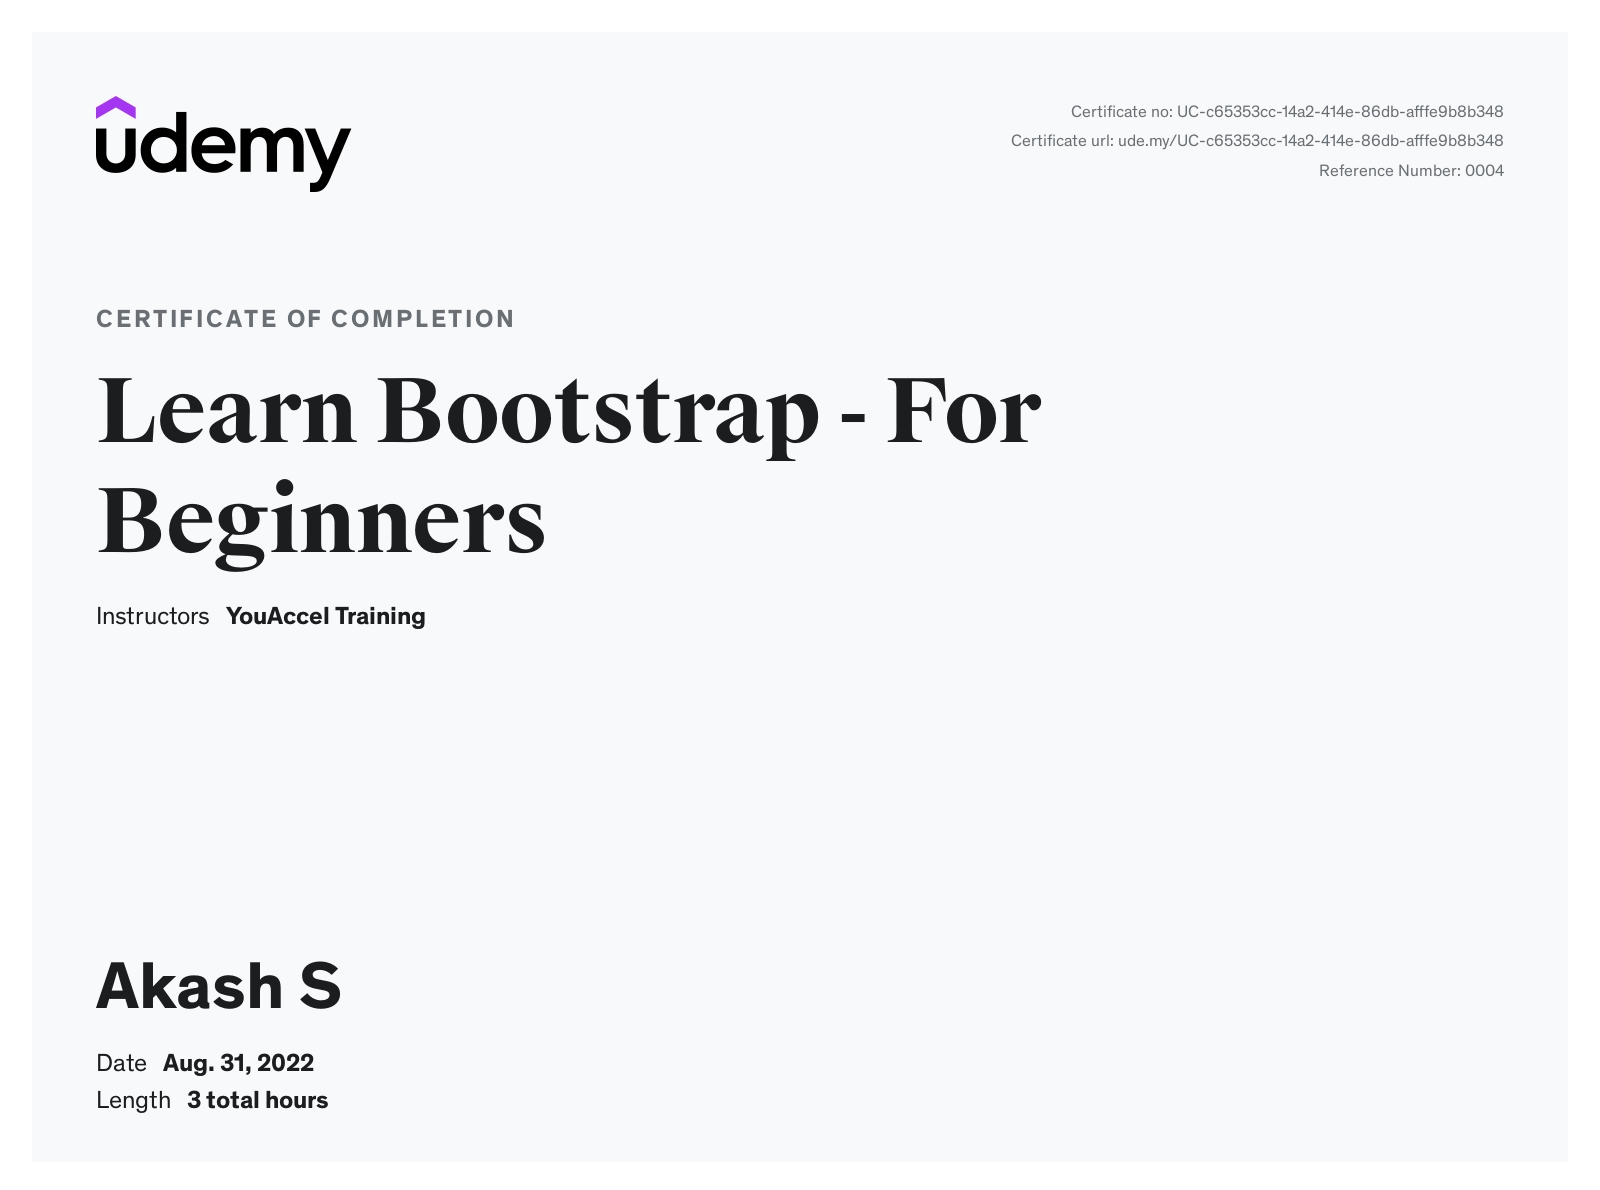 udemy
Certificate no: UC-c65353cc-14a2-414e-86db-afffe9b8b348
Certificate url: ude.my/UC-c65353cc-14a2-414e-86db-afffe9b8b348
Reference Number: 0004
CERTIFICATE OF COMPLETION
Learn Bootstrap - For
Beginners
Instructors YouAccel Training
Akash S
Date Aug. 31, 2022
Length 3 total hours